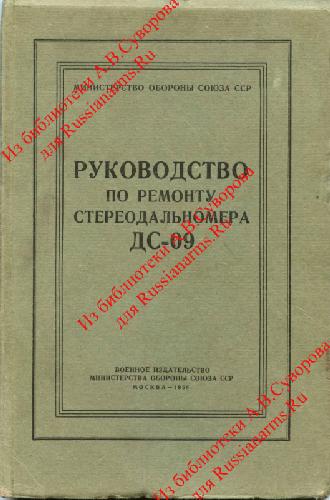 МИНИСТЕРСТВО ОБОРОНЫ СОЮЗА ССР
РУКОВОДСТВО
ПО РЕМОНТУ
СТЕРЕОДАЛЬНОМЕРА
ДС-09
ВОЕННОЕ ИЗДАТЕЛЬСТВО
МИНИСТЕРСТВА ОБОРОНЫ СОЮЗА ССР
МОСКВА—1956
Из библиотеки А.В.Суворова
для Russianarms.Ru
Из библиотеки А.В.Суворова
для Russianarms.Ru
Из библиотеки А.В.Суворова
для Russianarms.Ru